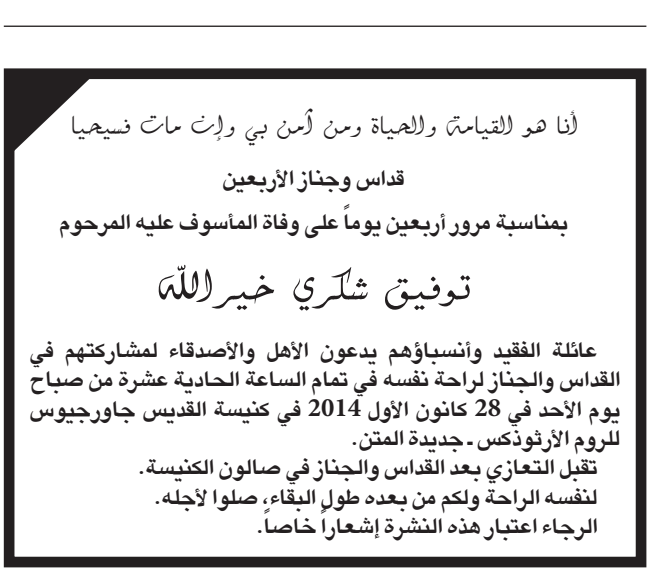 أنا هو القيامة والحياة ومن آمن بي وإن مات فسيحيا
قداس وجناز الأربعين
بمناسبة مرور أربعين يوماً على وفاة المأسوف عليه المرحوم
توفيق شكري خيرالله
عائلة الفقيد وأنسباؤهم يدعون الأهل والأصدقاء لمشاركتهم في
القداس والجناز لراحة نفسه في تمام الساعة الحادية عشرة من صباح
يوم الأحد في 28 كانون الأول 2014 في كنيسة القديس جاورجيوس
للروم الأرثوذكس ـ جديدة المتن.
تقبل التعازي بعد القداس والجناز في صالون الكنيسة.
لنفسه الراحة ولكم من بعده طول البقاء، صلوا لأجله.
الرجاء اعتبار هذه النشرة إشعاراً خاصاً.